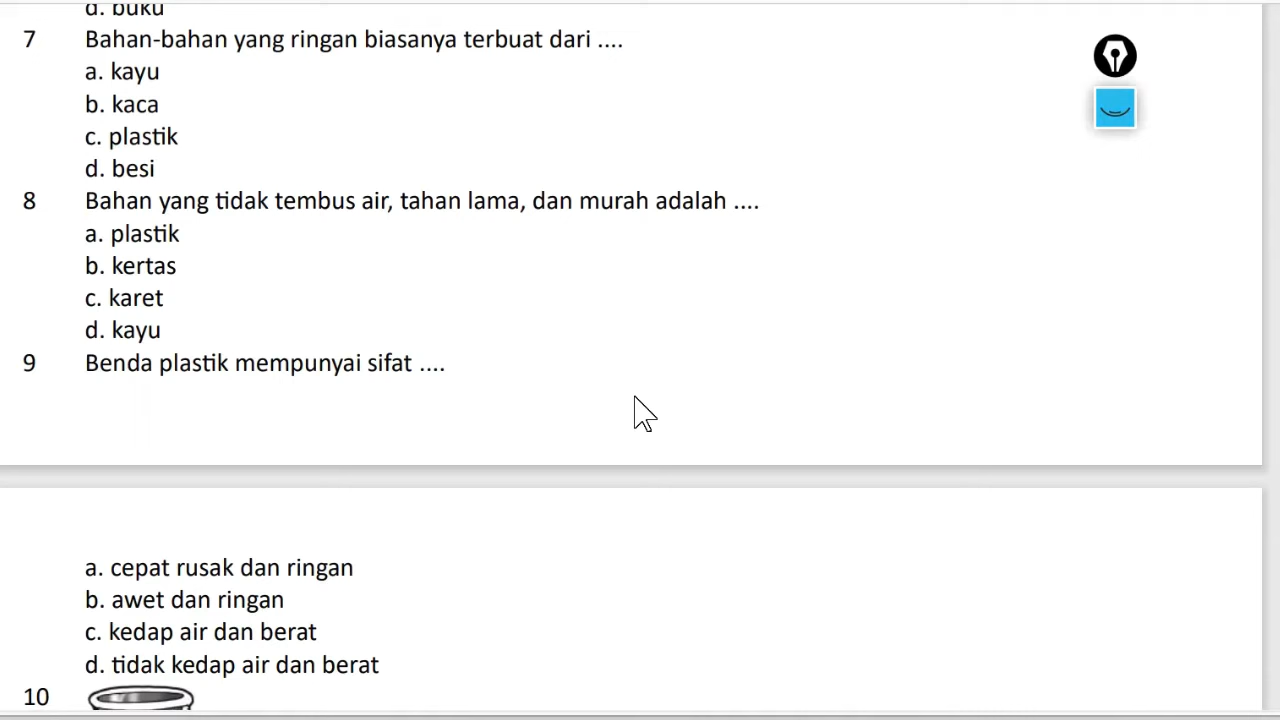 d. buku
7 Bahan-bahan yang ringan biasanya terbuat dari ....
a. kayu
b. kaca
c. plastik
d. besi
8 Bahan yang tidak tembus air, tahan lama, dan murah adalah ....
a. plastik
b. kertas
c. karet
d. kayu
9 Benda plastik mempunyai sifat ....
a. cepat rusak dan ringan
b. awet dan ringan
c. kedap air dan berat
d. tidak kedap air dan berat
10